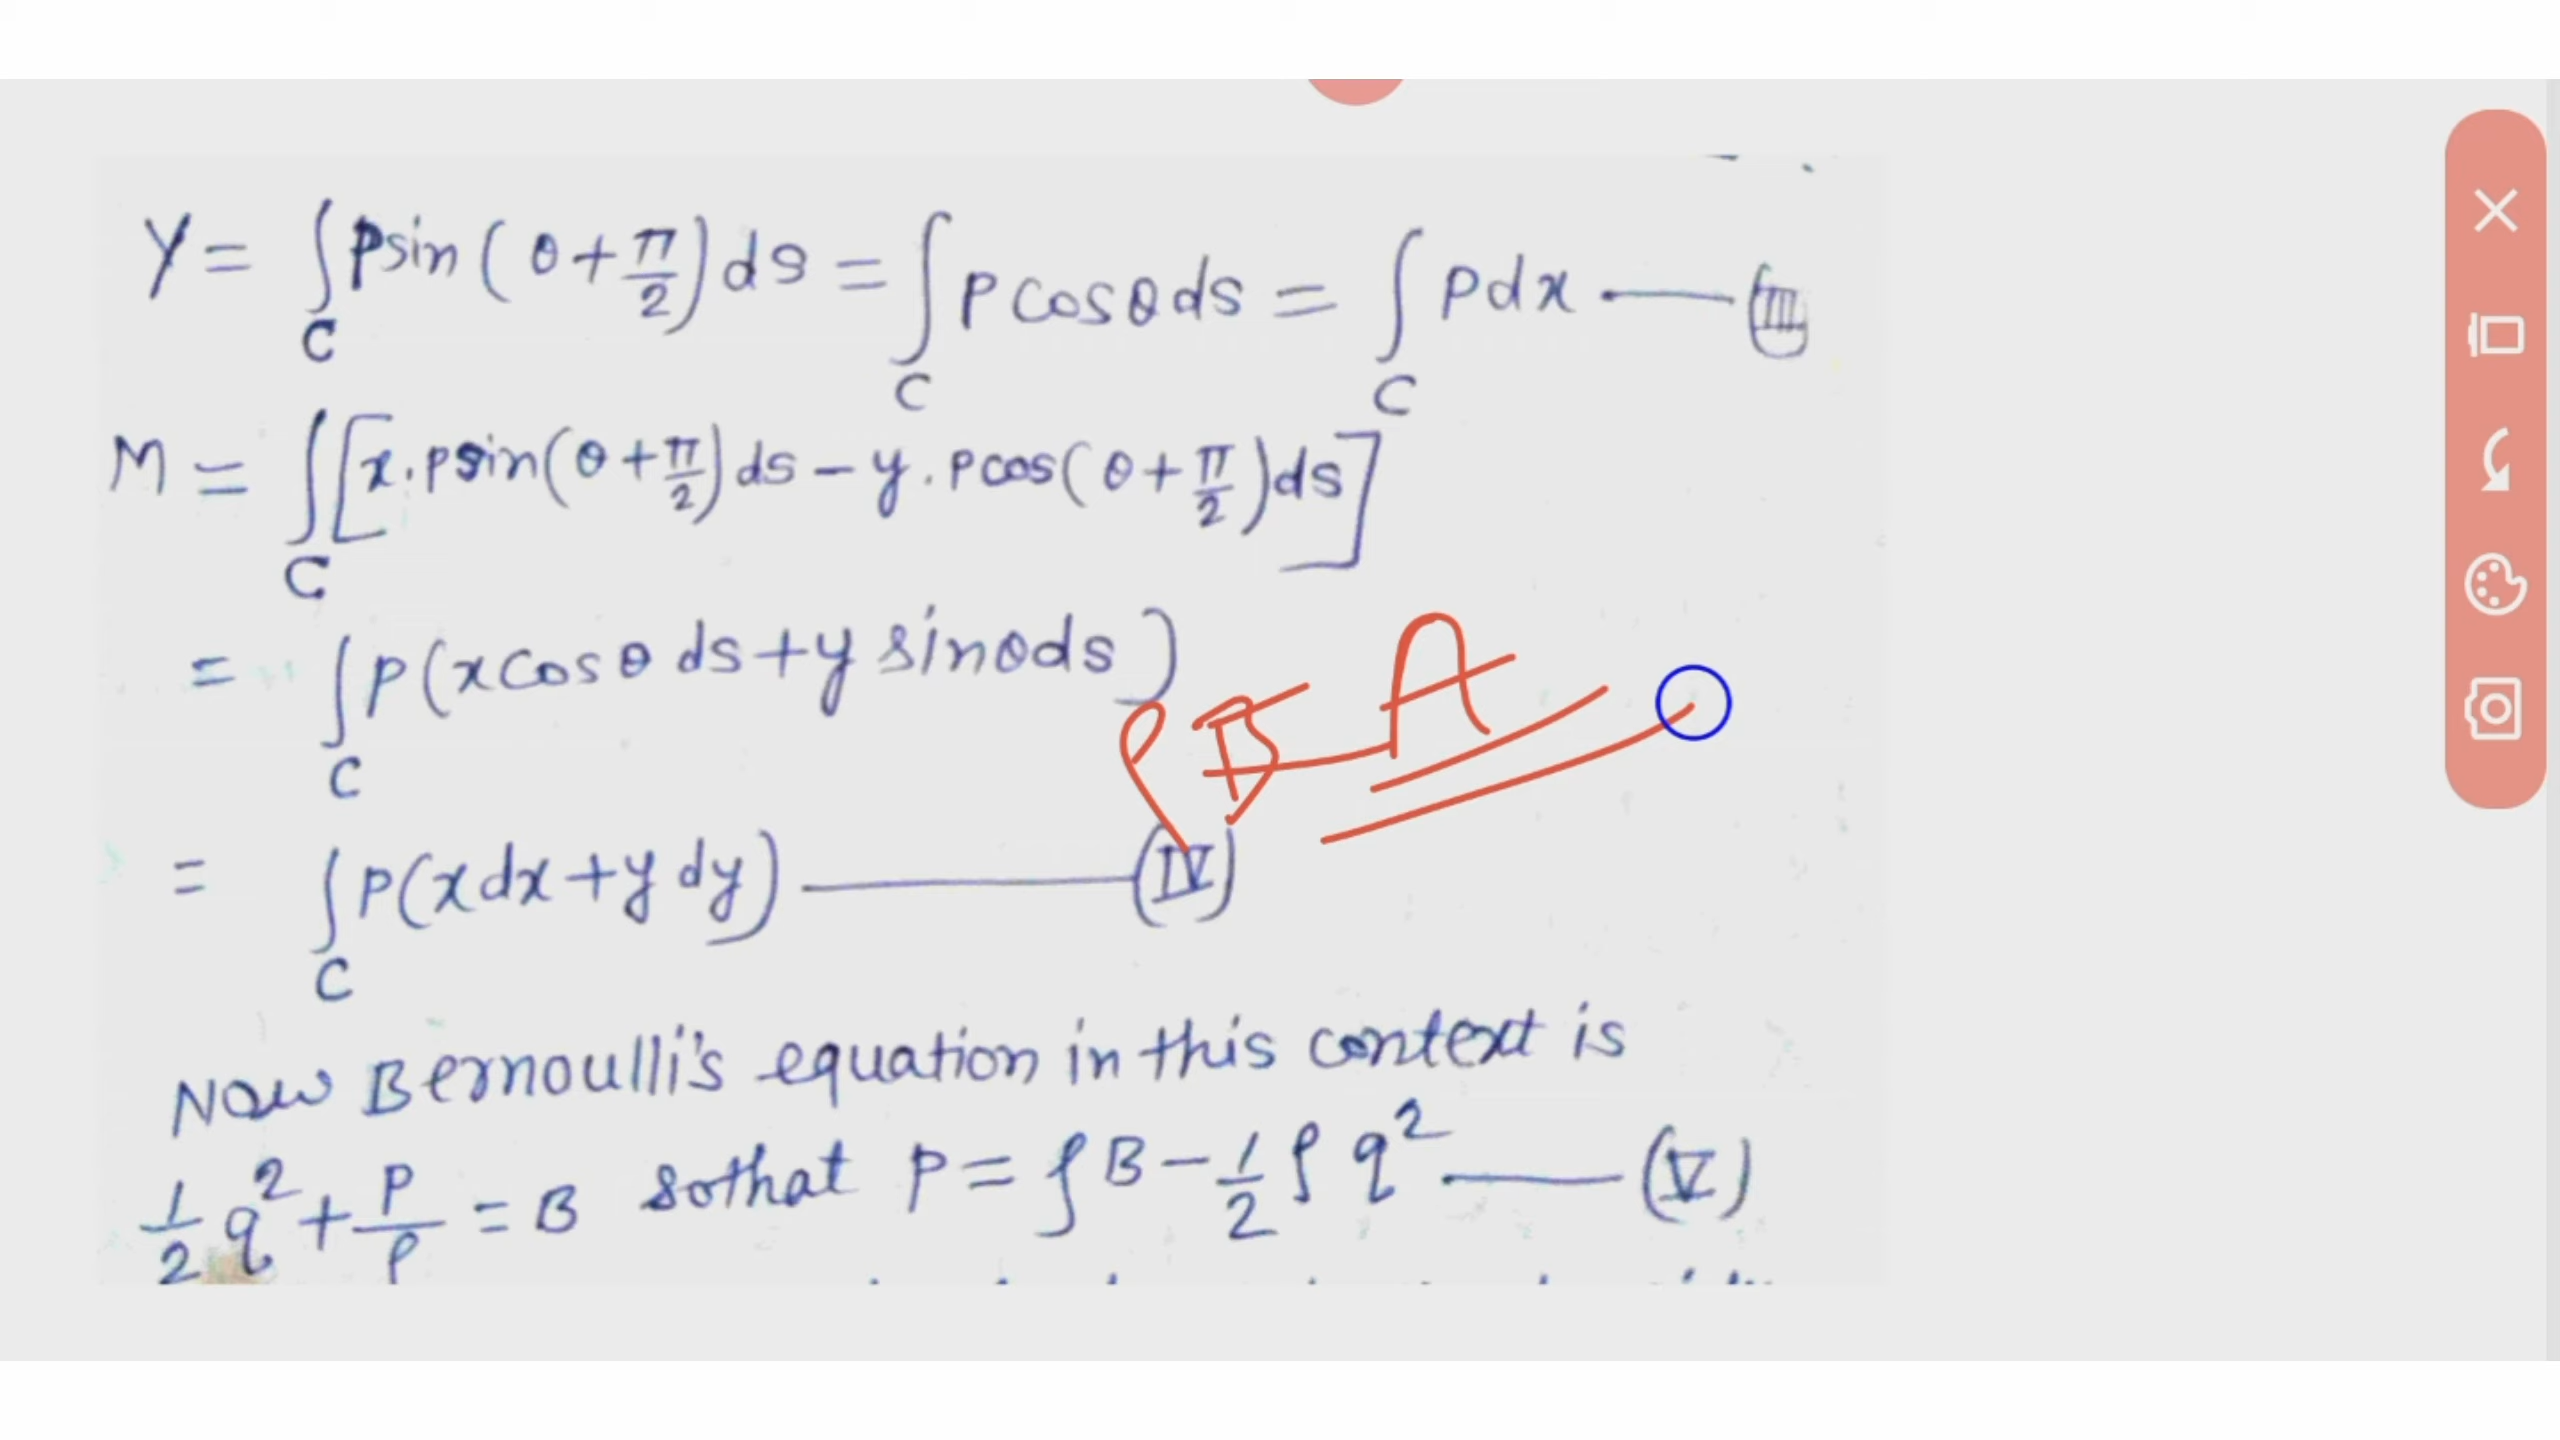 Y = ∫_C p sin(θ + π/2) ds = ∫_C p cos θ ds = ∫_C p dx — (III)
M = ∫_C [x. p sin(θ + π/2) ds − y. p cos(θ + π/2) ds]
= ∫_C p(x cos θ ds + y sin θ ds)
ρB A
= ∫_C p(x dx + y dy) — (IV)
Now Bernoulli's equation in this context is
1/2 q² + p/ρ = B so that p = ρB − 1/2 ρ q² — (V)